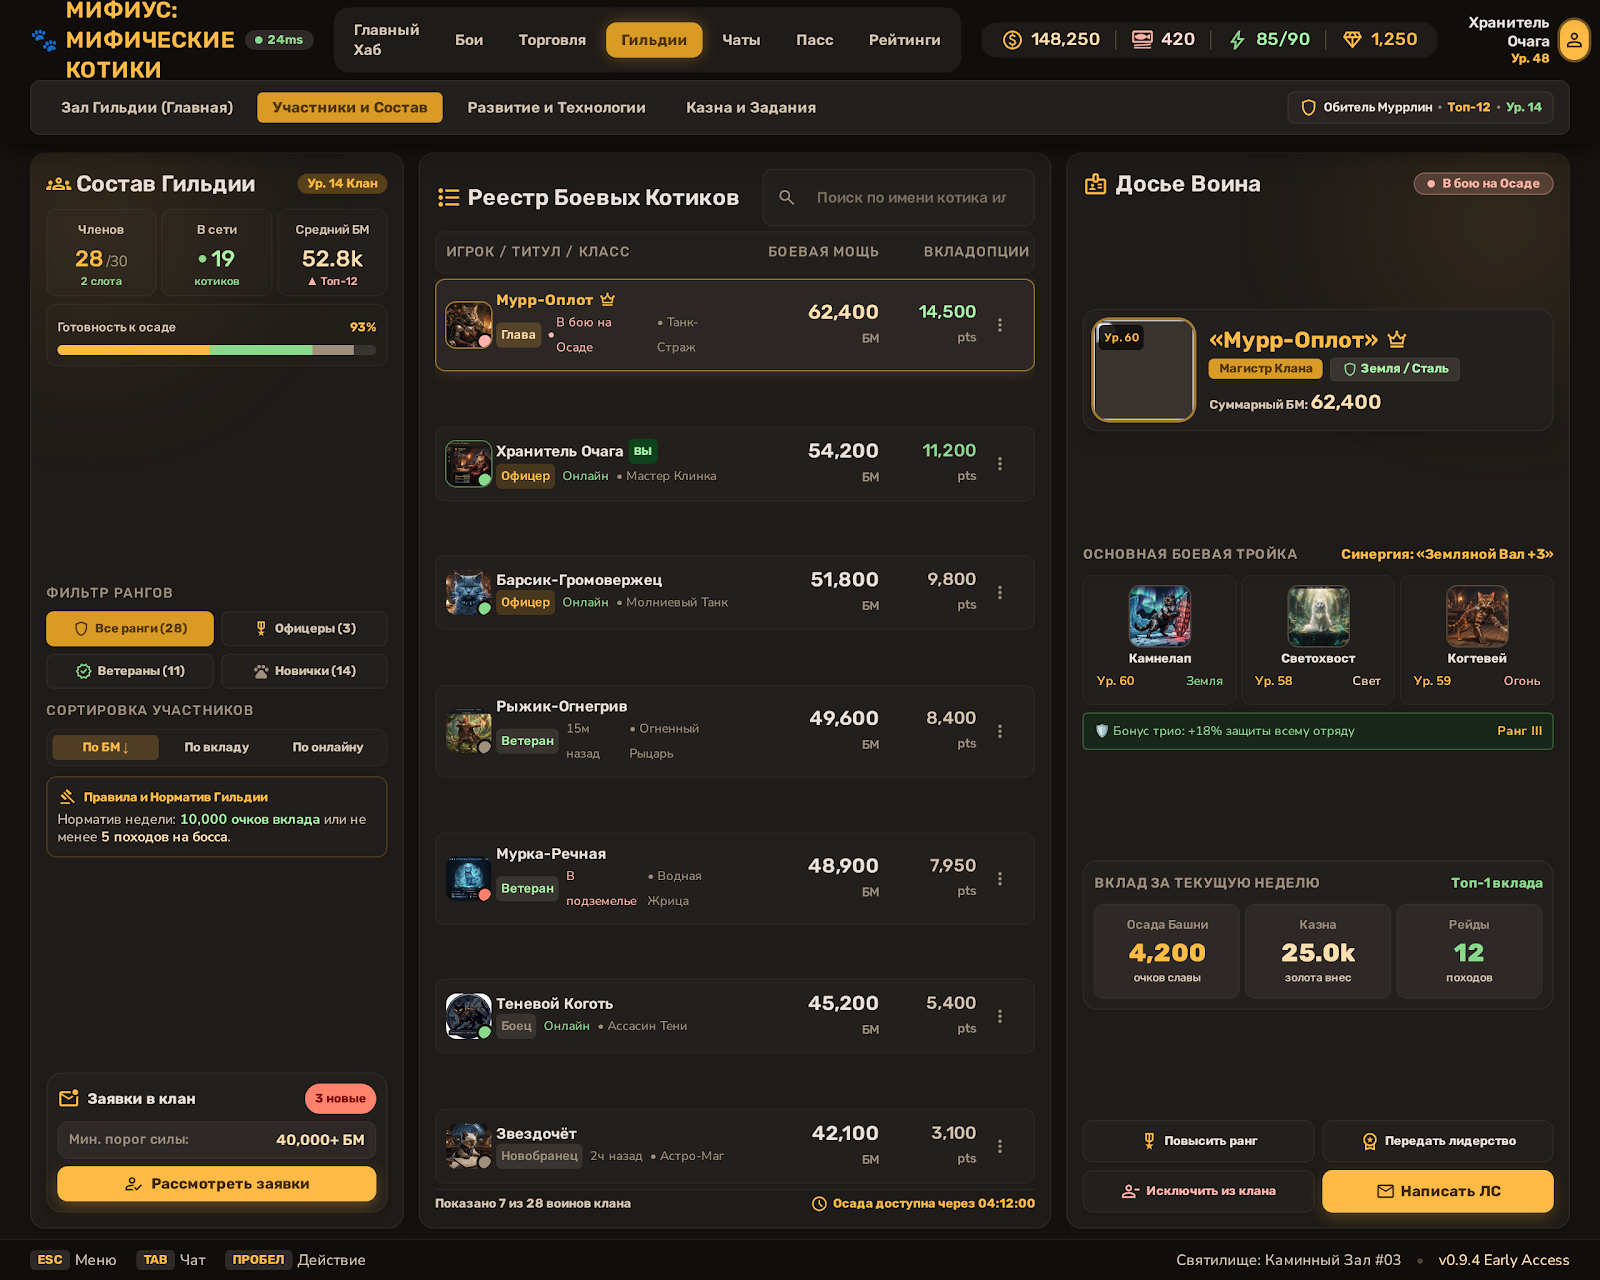 МИФИУС:
МИФИЧЕСКИЕ
КОТИКИ
24ms
Главный
Хаб
Бои
Торговля
Гильдии
Чаты
Пасс
Рейтинги
148,250
420
85/90
1,250
Хранитель
Очага
Ур. 48
Зал Гильдии (Главная)
Участники и Состав
Развитие и Технологии
Казна и Задания
Обитель Муррлин • Топ-12 • Ур. 14
Состав Гильдии
Ур. 14 Клан
Членов
28/30
2 слота
В сети
19
котиков
Средний БМ
52.8k
▲ Топ-12
Готовность к осаде
93%
ФИЛЬТР РАНГОВ
Все ранги (28)
Офицеры (3)
Ветераны (11)
Новички (14)
СОРТИРОВКА УЧАСТНИКОВ
По БМ ↓
По вкладу
По онлайну
Правила и Норматив Гильдии
Норматив недели: 10,000 очков вклада или не
менее 5 походов на босса.
Заявки в клан
3 новые
Мин. порог силы:
40,000+ БМ
Рассмотреть заявки
Реестр Боевых Котиков
Поиск по имени котика ил
ИГРОК / ТИТУЛ / КЛАСС
БОЕВАЯ МОЩЬ
ВКЛАД
ОПЦИИ
Мурр-Оплот
Глава
• В бою на
Осаде
• Танк-
Страж
62,400
БМ
14,500
pts
Хранитель Очага
ВЫ
Офицер
Онлайн
• Мастер Клинка
54,200
БМ
11,200
pts
Барсик-Громовержец
Офицер
Онлайн
• Молниевый Танк
51,800
БМ
9,800
pts
Рыжик-Огнегрив
Ветеран
15м
назад
• Огненный
Рыцарь
49,600
БМ
8,400
pts
Мурка-Речная
Ветеран
В
подземелье
• Водная
Жрица
48,900
БМ
7,950
pts
Теневой Коготь
Боец
Онлайн
• Ассасин Тени
45,200
БМ
5,400
pts
Звездочёт
Новобранец
2ч назад
• Астро-Маг
42,100
БМ
3,100
pts
Показано 7 из 28 воинов клана
Осада доступна через 04:12:00
Досье Воина
В бою на Осаде
Ур. 60
«Мурр-Оплот»
Магистр Клана
Земля / Сталь
Суммарный БМ: 62,400
ОСНОВНАЯ БОЕВАЯ ТРОЙКА
Синергия: «Земляной Вал +3»
Камнелап
Ур. 60
Земля
Светохвост
Ур. 58
Свет
Когтевей
Ур. 59
Огонь
Бонус трио: +18% защиты всему отряду
Ранг III
ВКЛАД ЗА ТЕКУЩУЮ НЕДЕЛЮ
Топ-1 вклада
Осада Башни
4,200
очков славы
Казна
25.0k
золота внес
Рейды
12
походов
Повысить ранг
Передать лидерство
Исключить из клана
Написать ЛС
ESC Меню
TAB Чат
ПРОБЕЛ Действие
Святилище: Каминный Зал #03 • v0.9.4 Early Access